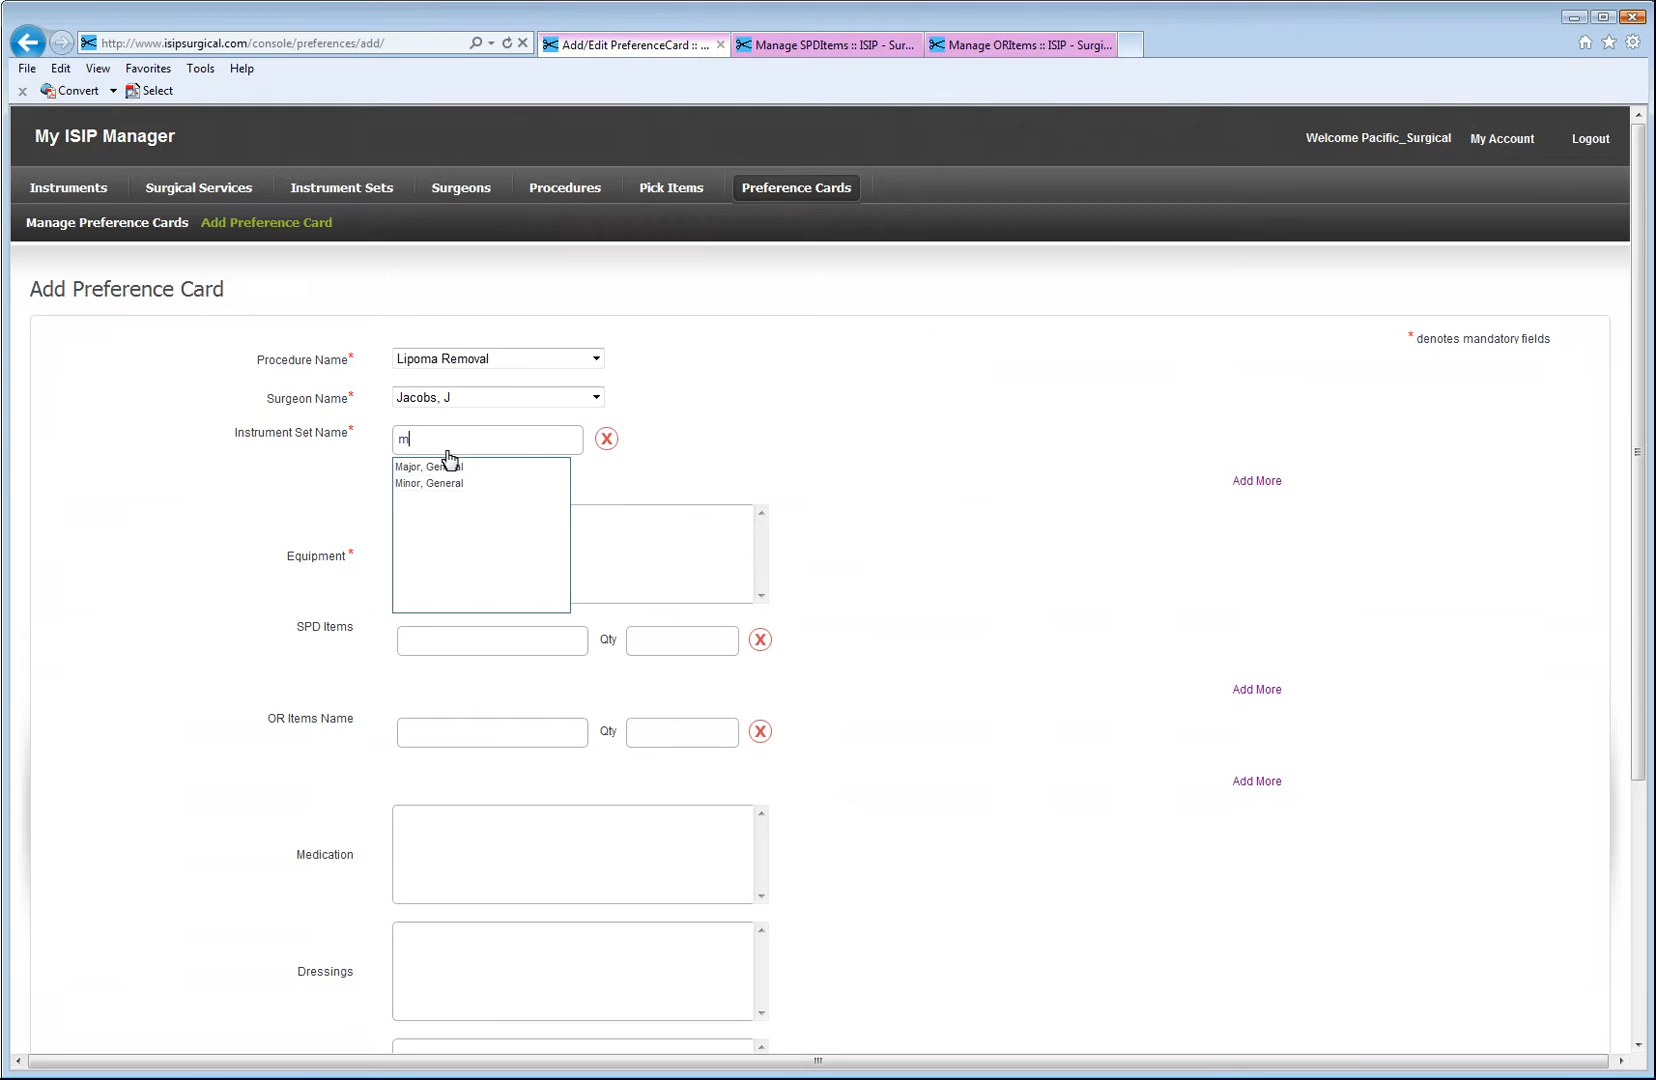 http://www.isipsurgical.com/console/preferences/add/
Add/Edit PreferenceCard :: ...
Manage SPDItems :: ISIP - Sur...
Manage ORItems :: ISIP - Surgi...
File Edit View Favorites Tools Help
x Convert Select
My ISIP Manager
Welcome Pacific_Surgical My Account Logout
Instruments Surgical Services Instrument Sets Surgeons Procedures Pick Items Preference Cards
Manage Preference Cards Add Preference Card
Add Preference Card
* denotes mandatory fields
Procedure Name* Lipoma Removal
Surgeon Name* Jacobs, J
Instrument Set Name* m X
Major, General
Minor, General
Add More
Equipment *
SPD Items Qty X
Add More
OR Items Name Qty X
Add More
Medication
Dressings